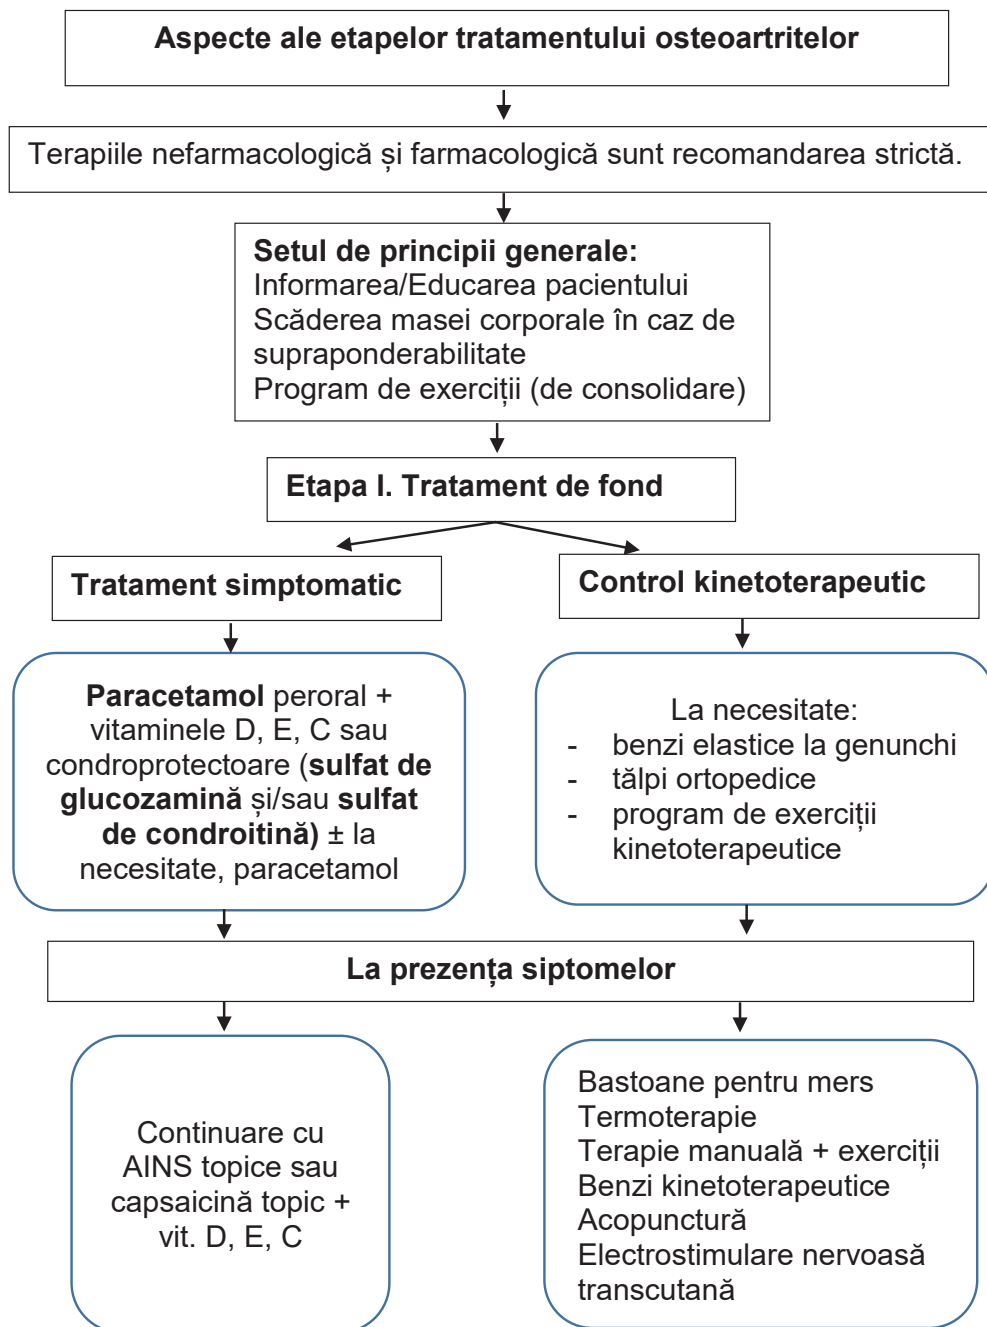 Aspecte ale etapelor tratamentului osteoartritelor
Terapiile nefarmacologică și farmacologică sunt recomandarea strictă.
Setul de principii generale:
Informarea/Educarea pacientului
Scăderea masei corporale în caz de
supraponderabilitate
Program de exerciții (de consolidare)
Etapa I. Tratament de fond
Tratament simptomatic
Control kinetoterapeutic
Paracetamol peroral +
vitaminele D, E, C sau
condroprotectoare (sulfat de
glucozamină și/sau sulfat
de condroitină) ± la
necesitate, paracetamol
La necesitate:
- benzi elastice la genunchi
- tălpi ortopedice
- program de exerciții
kinetoterapeutice
La prezența siptomelor
Continuare cu
AINS topice sau
capsaicină topic +
vit. D, E, C
Bastoane pentru mers
Termoterapie
Terapie manuală + exerciții
Benzi kinetoterapeutice
Acopunctură
Electrostimulare nervoasă
transcutană